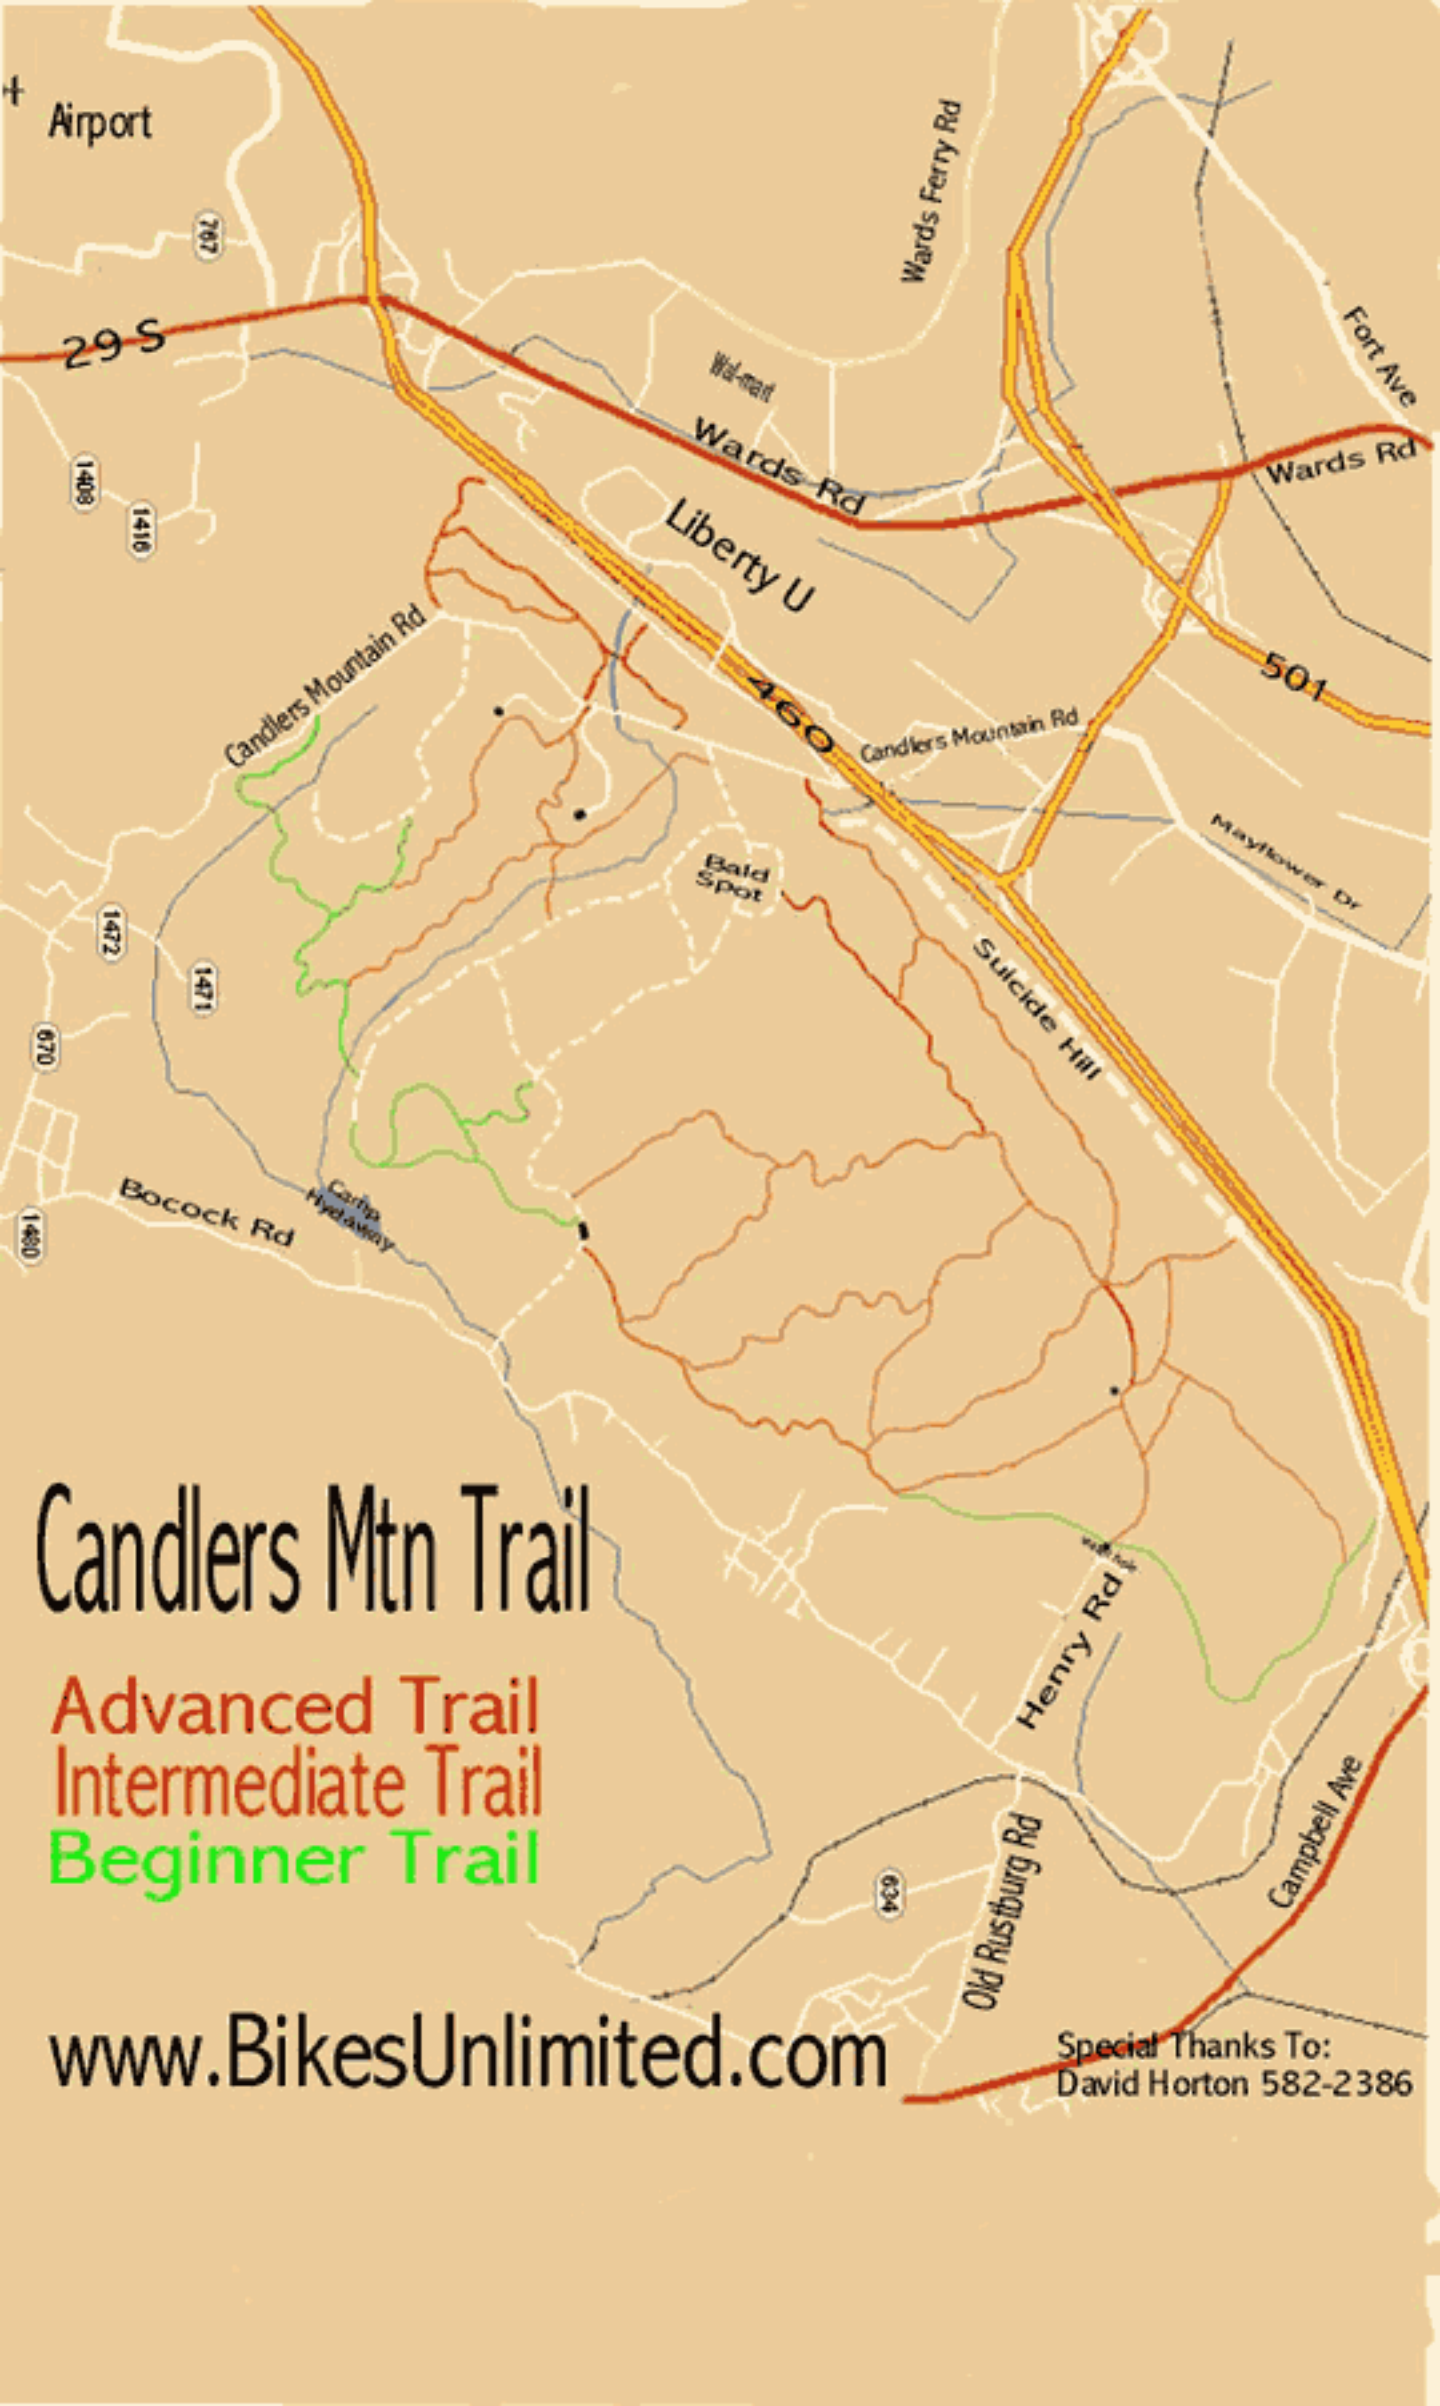 Airport
767
29 S
Wards Ferry Rd
Fort Ave
Wal-mart
Wards Rd
Wards Rd
1408
1416
Liberty U
Candlers Mountain Rd
460
501
Candlers Mountain Rd
Mayflower Dr
Bald
Spot
1472
1471
Suicide Hill
670
Camp
Hydaway
Bocock Rd
1480
Candlers Mtn Trail
Henry Rd
Advanced Trail
Intermediate Trail
Beginner Trail
Campbell Ave
634
Old Rustburg Rd
www.BikesUnlimited.com
Special Thanks To:
David Horton 582-2386